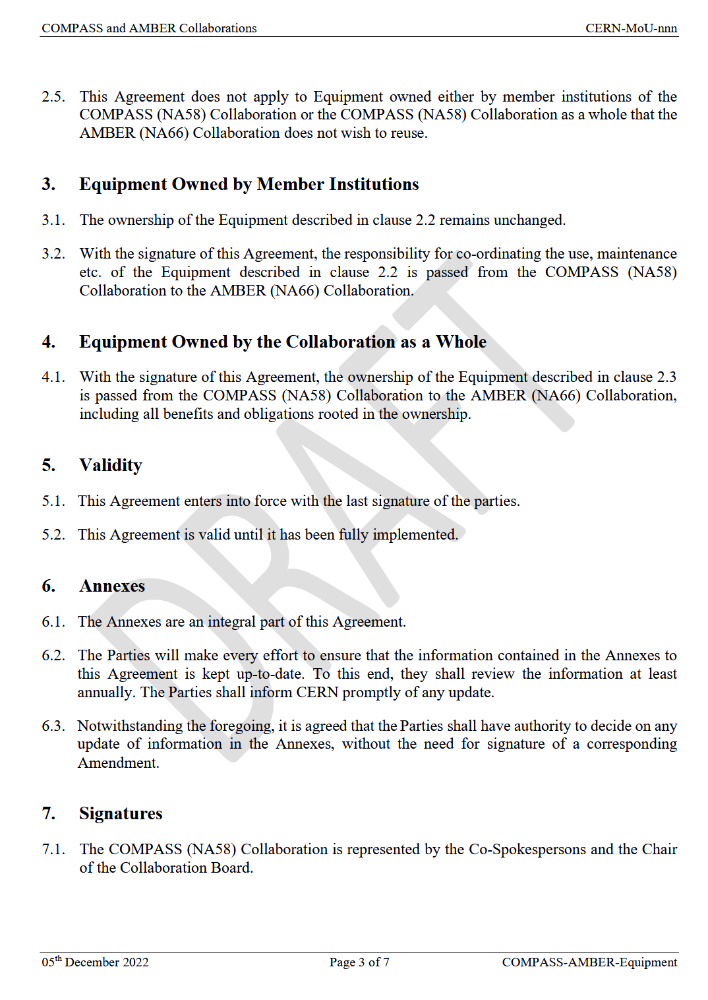 COMPASS and AMBER Collaborations CERN-MoU-nnn
2.5. This Agreement does not apply to Equipment owned either by member institutions of the
COMPASS (NA58) Collaboration or the COMPASS (NA58) Collaboration as a whole that the
AMBER (NA66) Collaboration does not wish to reuse.
3. Equipment Owned by Member Institutions
3.1. The ownership of the Equipment described in clause 2.2 remains unchanged.
3.2. With the signature of this Agreement, the responsibility for co-ordinating the use, maintenance
etc. of the Equipment described in clause 2.2 is passed from the COMPASS (NA58)
Collaboration to the AMBER (NA66) Collaboration.
4. Equipment Owned by the Collaboration as a Whole
4.1. With the signature of this Agreement, the ownership of the Equipment described in clause 2.3
is passed from the COMPASS (NA58) Collaboration to the AMBER (NA66) Collaboration,
including all benefits and obligations rooted in the ownership.
5. Validity
5.1. This Agreement enters into force with the last signature of the parties.
5.2. This Agreement is valid until it has been fully implemented.
6. Annexes
6.1. The Annexes are an integral part of this Agreement.
6.2. The Parties will make every effort to ensure that the information contained in the Annexes to
this Agreement is kept up-to-date. To this end, they shall review the information at least
annually. The Parties shall inform CERN promptly of any update.
6.3. Notwithstanding the foregoing, it is agreed that the Parties shall have authority to decide on any
update of information in the Annexes, without the need for signature of a corresponding
Amendment.
7. Signatures
7.1. The COMPASS (NA58) Collaboration is represented by the Co-Spokespersons and the Chair
of the Collaboration Board.
05th December 2022 Page 3 of 7 COMPASS-AMBER-Equipment
DRAFT